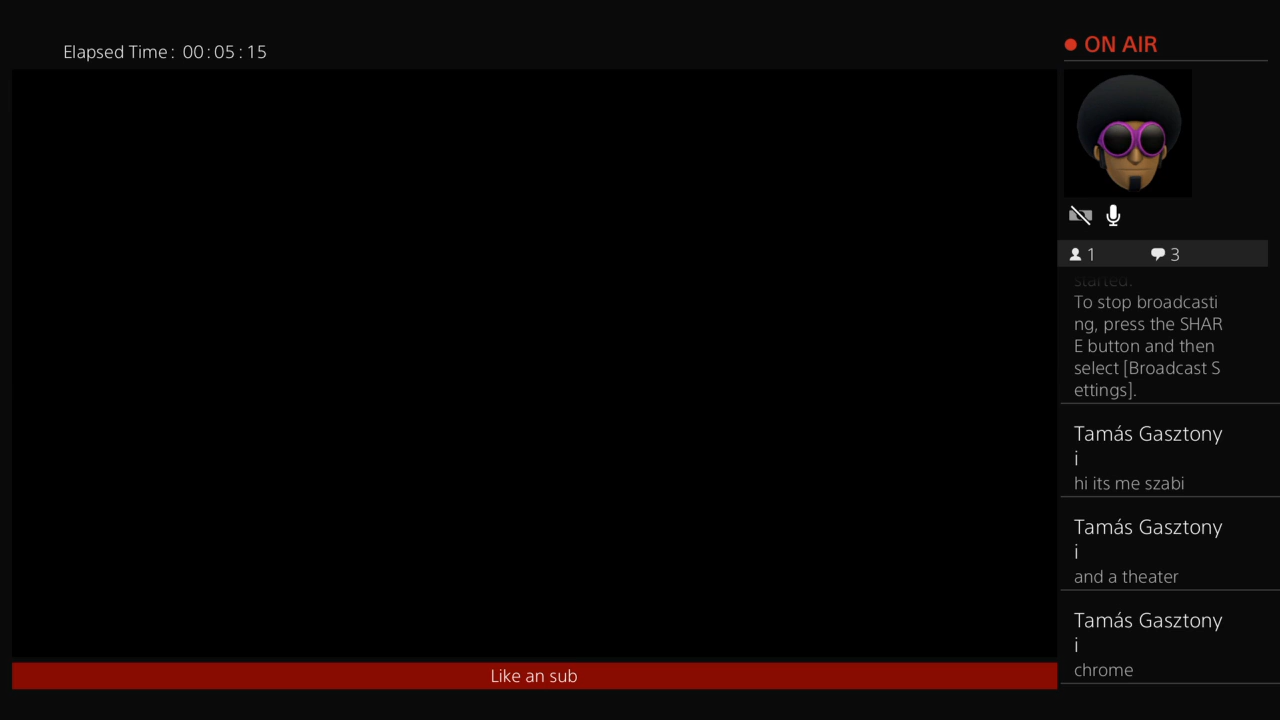 Elapsed Time: 00:05:15
ON AIR
1
3
started.
To stop broadcasti
ng, press the SHAR
E button and then
select [Broadcast S
ettings].
Tamás Gasztony
i
hi its me szabi
Tamás Gasztony
i
and a theater
Tamás Gasztony
i
chrome
Like an sub